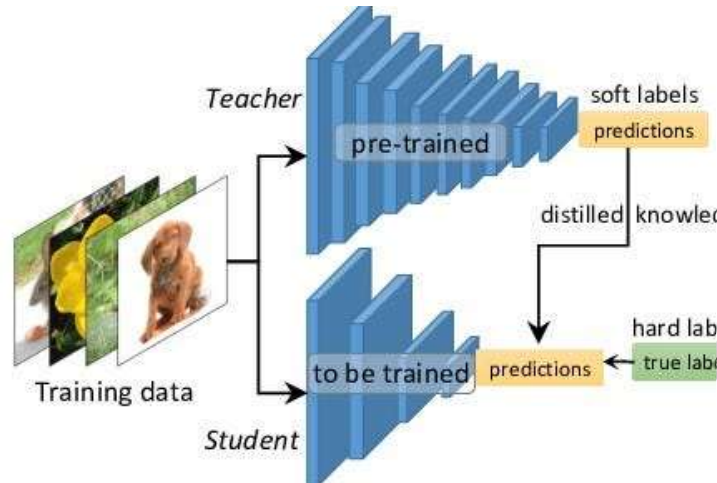 Teacher
soft labels
pre-trained
predictions
distilled knowled
hard lab
to be trained
predictions
true labe
Training data
Student